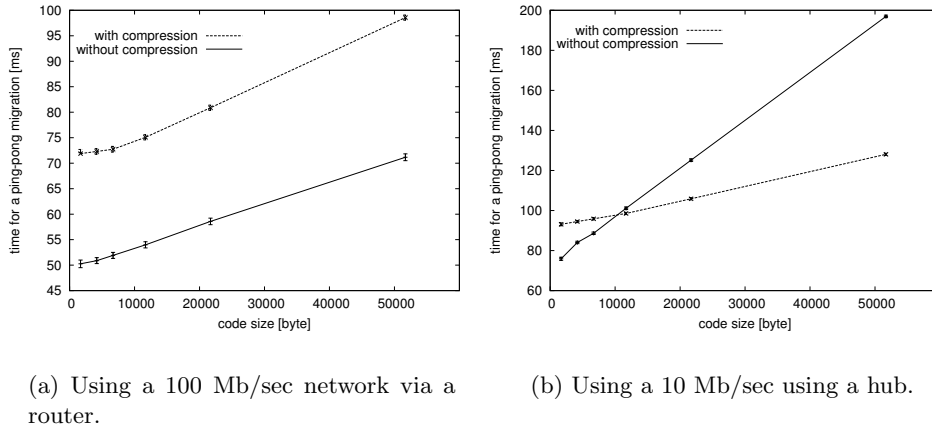 100
95
90
85
80
75
70
65
60
55
50
45
0 10000 20000 30000 40000 50000
time for a ping-pong migration [ms]
code size [byte]
with compression
without compression
200
180
160
140
120
100
80
60
0 10000 20000 30000 40000 50000
time for a ping-pong migration [ms]
code size [byte]
with compression
without compression
(a) Using a 100 Mb/sec network via a
router.
(b) Using a 10 Mb/sec using a hub.